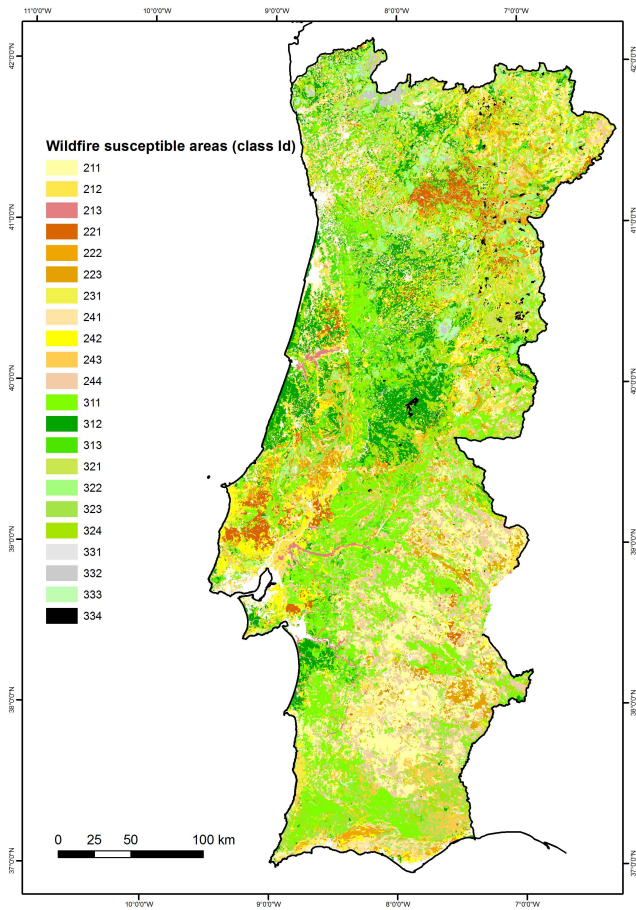 11°0'0"W 10°0'0"W 9°0'0"W 8°0'0"W 7°0'0"W
42°0'0"N 42°0'0"N
Wildfire susceptible areas (class Id)
211
212
213
221
222
223
231
241
242
243
244
311
312
313
321
322
323
324
331
332
333
334
41°0'0"N 41°0'0"N
40°0'0"N 40°0'0"N
39°0'0"N 39°0'0"N
38°0'0"N 38°0'0"N
0 25 50 100 km
37°0'0"N 37°0'0"N
10°0'0"W 9°0'0"W 8°0'0"W 7°0'0"W